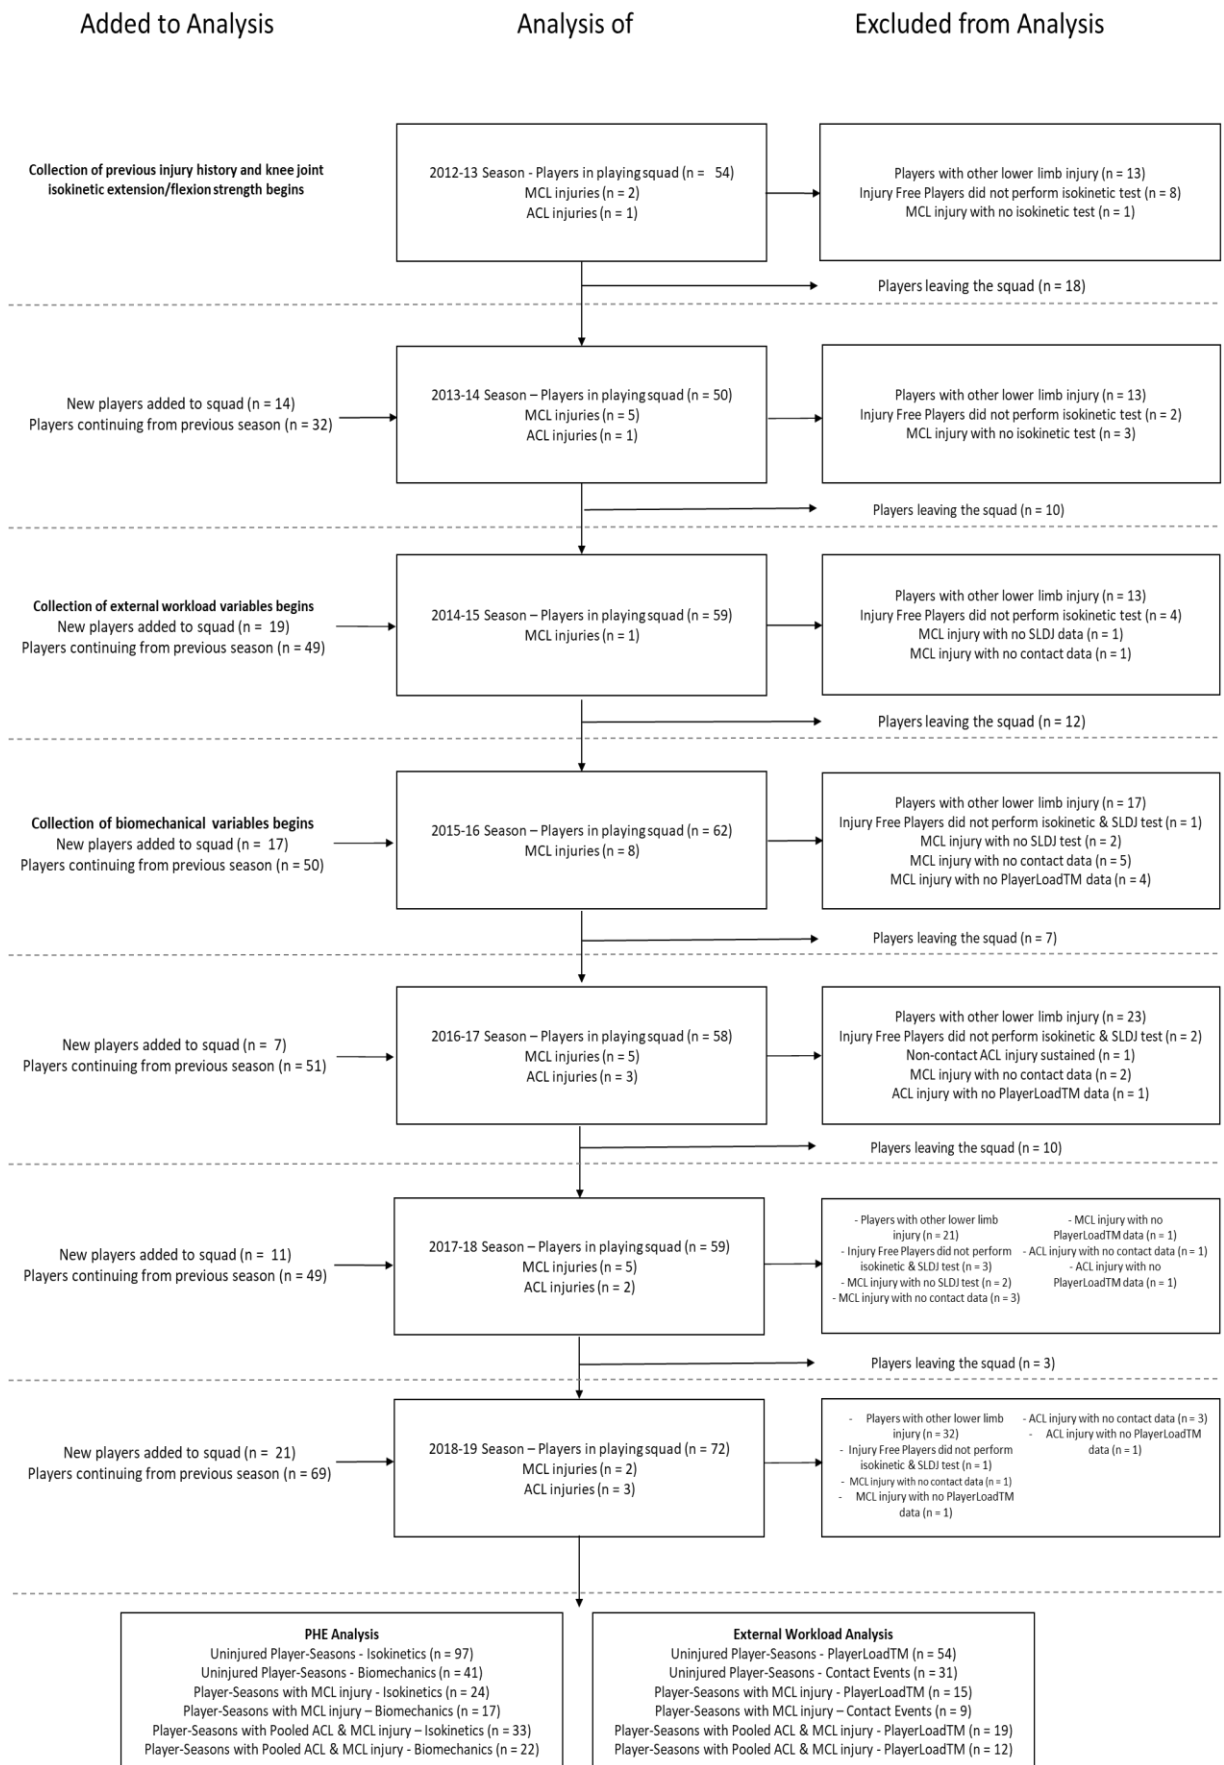 Added to Analysis
Analysis of
Excluded from Analysis
Collection of previous injury history and knee joint
isokinetic extension/flexion strength begins
2012-13 Season - Players in playing squad (n = 54)
MCL injuries (n = 2)
ACL injuries (n = 1)
Players with other lower limb injury (n = 13)
Injury Free Players did not perform isokinetic test (n = 8)
MCL injury with no isokinetic test (n = 1)
Players leaving the squad (n = 18)
New players added to squad (n = 14)
Players continuing from previous season (n = 32)
2013-14 Season – Players in playing squad (n = 50)
MCL injuries (n = 5)
ACL injuries (n = 1)
Players with other lower limb injury (n = 13)
Injury Free Players did not perform isokinetic test (n = 2)
MCL injury with no isokinetic test (n = 3)
Players leaving the squad (n = 10)
Collection of external workload variables begins
New players added to squad (n = 19)
Players continuing from previous season (n = 49)
2014-15 Season – Players in playing squad (n = 59)
MCL injuries (n = 1)
Players with other lower limb injury (n = 13)
Injury Free Players did not perform isokinetic test (n = 4)
MCL injury with no SLDJ data (n = 1)
MCL injury with no contact data (n = 1)
Players leaving the squad (n = 12)
Collection of biomechanical variables begins
New players added to squad (n = 17)
Players continuing from previous season (n = 50)
2015-16 Season – Players in playing squad (n = 62)
MCL injuries (n = 8)
Players with other lower limb injury (n = 17)
Injury Free Players did not perform isokinetic & SLDJ test (n = 1)
MCL injury with no SLDJ test (n = 2)
MCL injury with no contact data (n = 5)
MCL injury with no PlayerLoadTM data (n = 4)
Players leaving the squad (n = 7)
New players added to squad (n = 7)
Players continuing from previous season (n = 51)
2016-17 Season – Players in playing squad (n = 58)
MCL injuries (n = 5)
ACL injuries (n = 3)
Players with other lower limb injury (n = 23)
Injury Free Players did not perform isokinetic & SLDJ test (n = 2)
Non-contact ACL injury sustained (n = 1)
MCL injury with no contact data (n = 2)
ACL injury with no PlayerLoadTM data (n = 1)
Players leaving the squad (n = 10)
New players added to squad (n = 11)
Players continuing from previous season (n = 49)
2017-18 Season – Players in playing squad (n = 59)
MCL injuries (n = 5)
ACL injuries (n = 2)
- Players with other lower limb
injury (n = 21)
- Injury Free Players did not perform
isokinetic & SLDJ test (n = 3)
- MCL injury with no SLDJ test (n = 2)
- MCL injury with no contact data (n = 3)
- MCL injury with no
PlayerLoadTM data (n = 1)
- ACL injury with no contact data (n = 1)
- ACL injury with no
PlayerLoadTM data (n = 1)
Players leaving the squad (n = 3)
New players added to squad (n = 21)
Players continuing from previous season (n = 69)
2018-19 Season – Players in playing squad (n = 72)
MCL injuries (n = 2)
ACL injuries (n = 3)
- Players with other lower limb
injury (n = 32)
- Injury Free Players did not perform
isokinetic & SLDJ test (n = 1)
- MCL injury with no contact data (n = 1)
- MCL injury with no PlayerLoadTM
data (n = 1)
- ACL injury with no contact data (n = 3)
- ACL injury with no PlayerLoadTM
data (n = 1)
PHE Analysis
Uninjured Player-Seasons - Isokinetics (n = 97)
Uninjured Player-Seasons - Biomechanics (n = 41)
Player-Seasons with MCL injury - Isokinetics (n = 24)
Player-Seasons with MCL injury – Biomechanics (n = 17)
Player-Seasons with Pooled ACL & MCL injury – Isokinetics (n = 33)
Player-Seasons with Pooled ACL & MCL injury - Biomechanics (n = 22)
External Workload Analysis
Uninjured Player-Seasons - PlayerLoadTM (n = 54)
Uninjured Player-Seasons - Contact Events (n = 31)
Player-Seasons with MCL injury - PlayerLoadTM (n = 15)
Player-Seasons with MCL injury – Contact Events (n = 9)
Player-Seasons with Pooled ACL & MCL injury - PlayerLoadTM (n = 19)
Player-Seasons with Pooled ACL & MCL injury - PlayerLoadTM (n = 12)